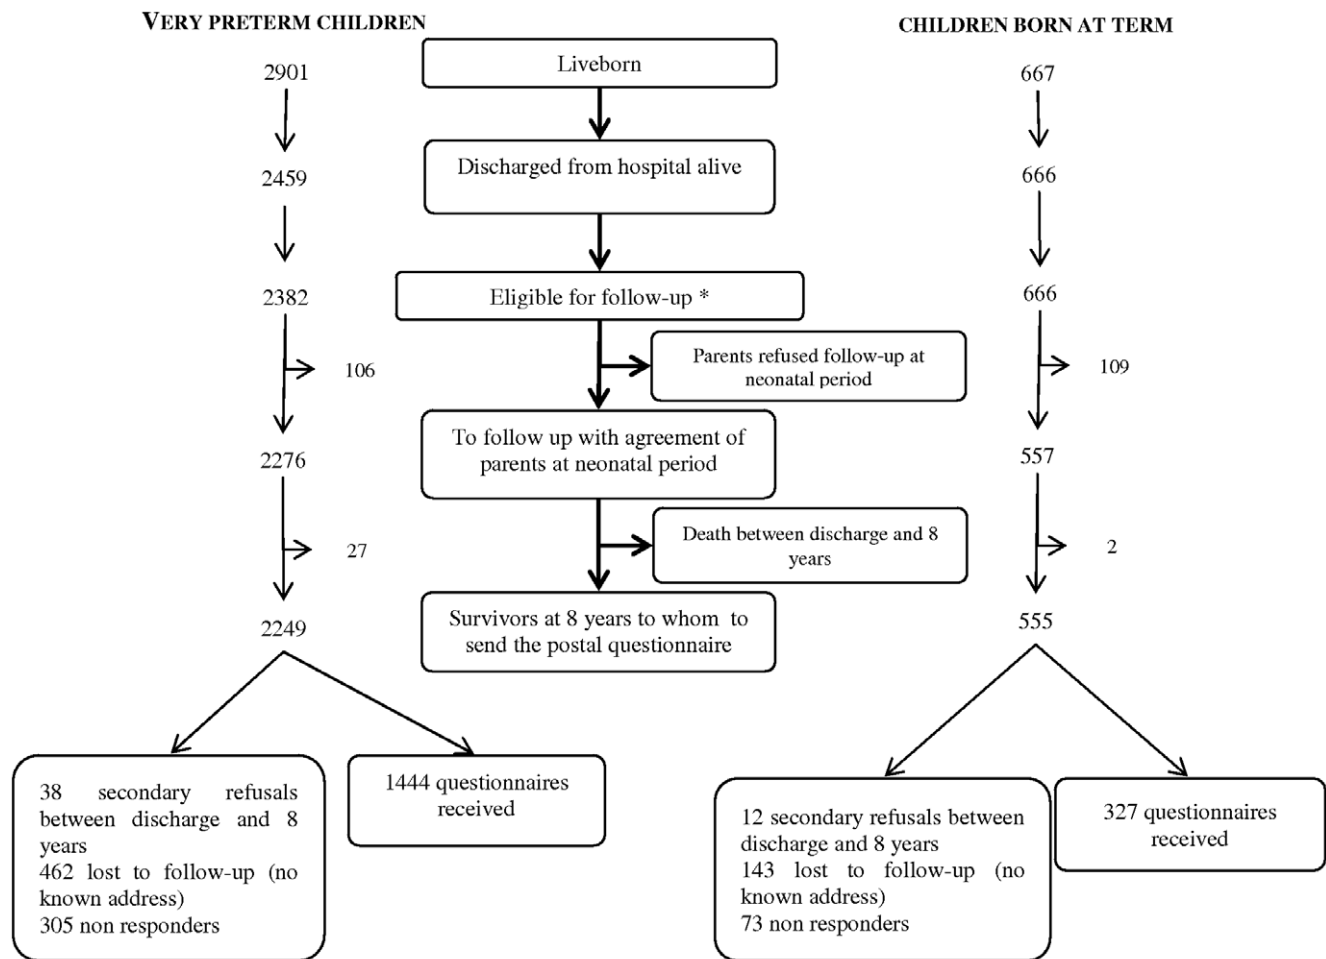 VERY PRETERM CHILDREN
CHILDREN BORN AT TERM
2901
Liveborn
667
2459
Discharged from hospital alive
666
2382
Eligible for follow-up *
666
106
Parents refused follow-up at
neonatal period
109
2276
To follow up with agreement of
parents at neonatal period
557
27
Death between discharge and 8
years
2
2249
Survivors at 8 years to whom to
send the postal questionnaire
555
38 secondary refusals
between discharge and 8
years
462 lost to follow-up (no
known address)
305 non responders
1444 questionnaires
received
12 secondary refusals between
discharge and 8 years
143 lost to follow-up (no
known address)
73 non responders
327 questionnaires
received